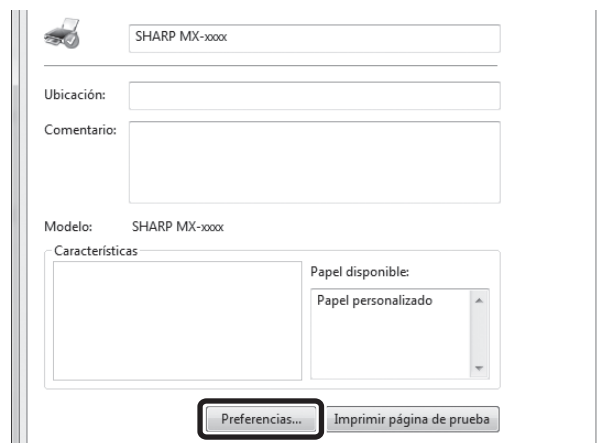 SHARP MX-xxxx
Ubicación:
Comentario:
Modelo: SHARP MX-xxxx
Características
Papel disponible:
Papel personalizado
Preferencias... Imprimir página de prueba